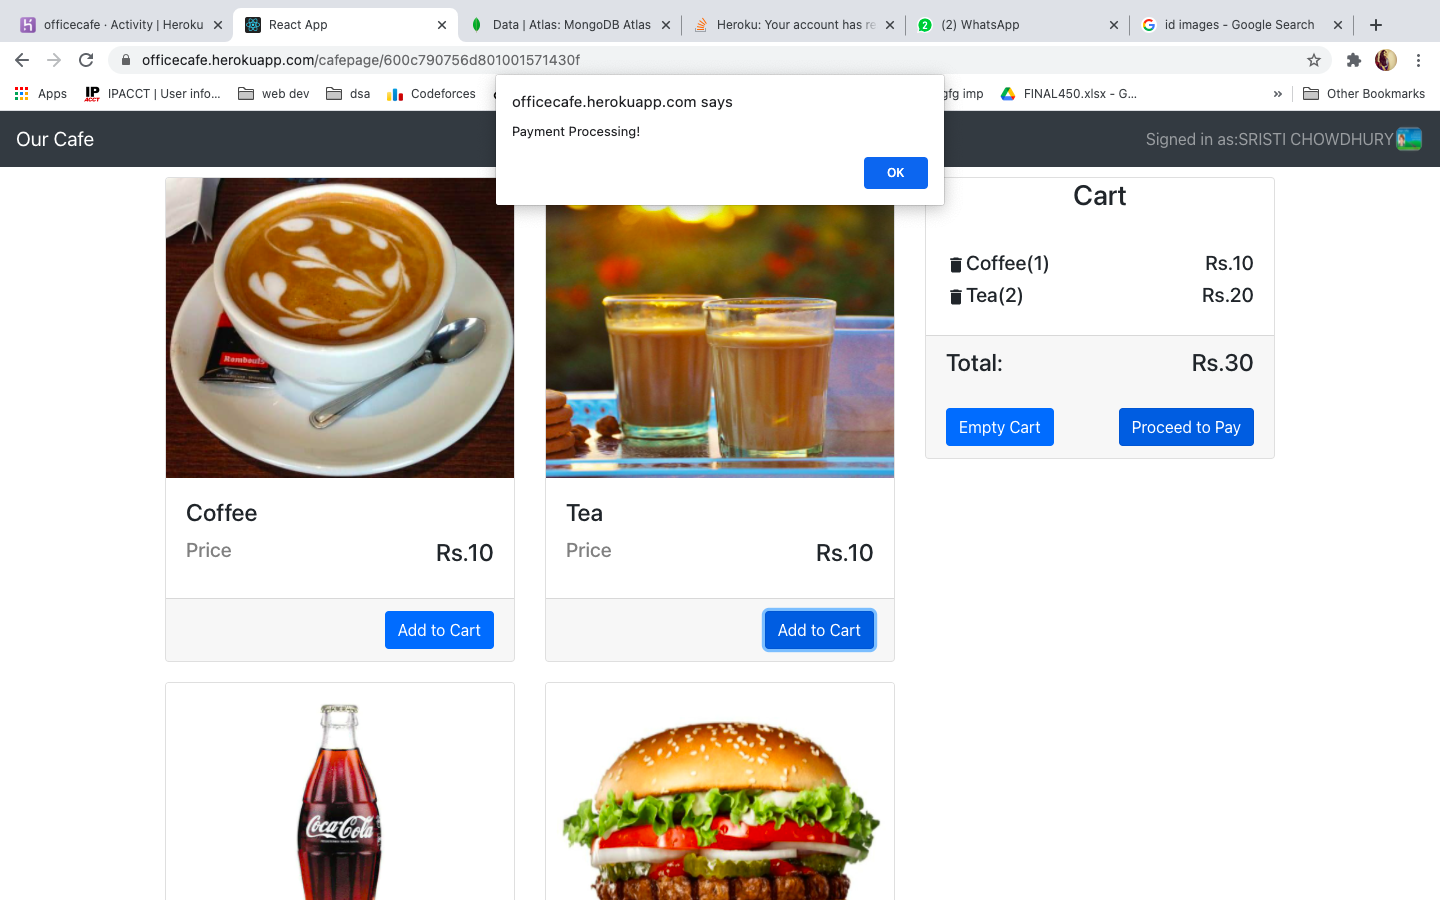 officecafe · Activity | Heroku
React App
Data | Atlas: MongoDB Atlas
Heroku: Your account has re
2
(2) WhatsApp
id images - Google Search
officecafe.herokuapp.com/cafepage/600c790756d801001571430f
Apps
IP
ACCT
IPACCT | User info...
web dev
dsa
Codeforces
gfg imp
FINAL450.xlsx - G...
»
Other Bookmarks
officecafe.herokuapp.com says
Payment Processing!
OK
Our Cafe
Signed in as:SRISTI CHOWDHURY
Rombouts
Coffee
Price
Rs.10
Add to Cart
Tea
Price
Rs.10
Add to Cart
Cart
Coffee(1)
Rs.10
Tea(2)
Rs.20
Total:
Rs.30
Empty Cart
Proceed to Pay
Coca-Cola